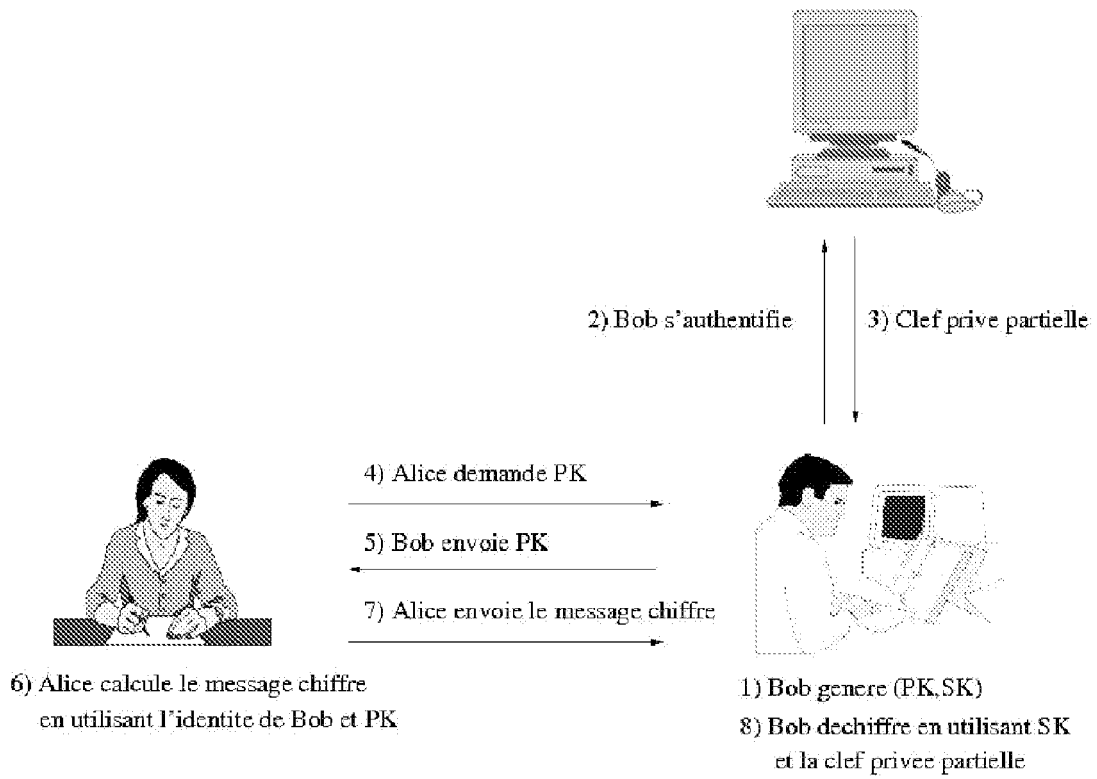 2) Bob s'authentifie
3) Clef prive partielle
4) Alice demande PK
5) Bob envoie PK
7) Alice envoie le message chiffre
6) Alice calcule le message chiffre
en utilisant l'identite de Bob et PK
1) Bob genere (PK,SK)
8) Bob dechiffre en utilisant SK
et la clef privee partielle